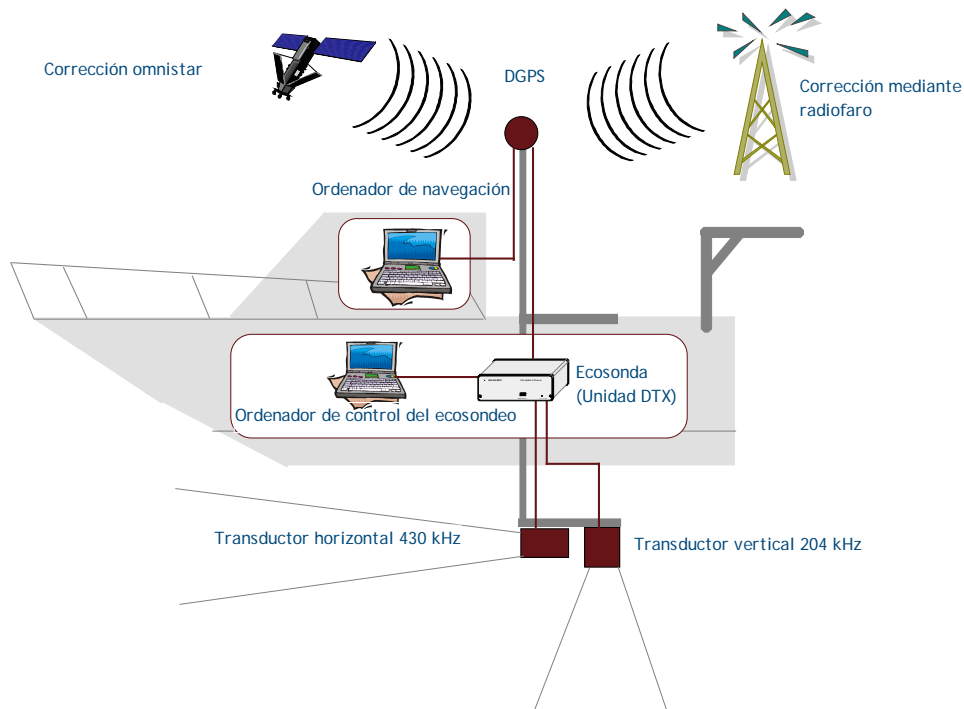 Corrección omnistar
DGPS
Corrección mediante
radiofaro
Ordenador de navegación
Ecosonda
(Unidad DTX)
Ordenador de control del ecosondeo
Transductor horizontal 430 kHz
Transductor vertical 204 kHz